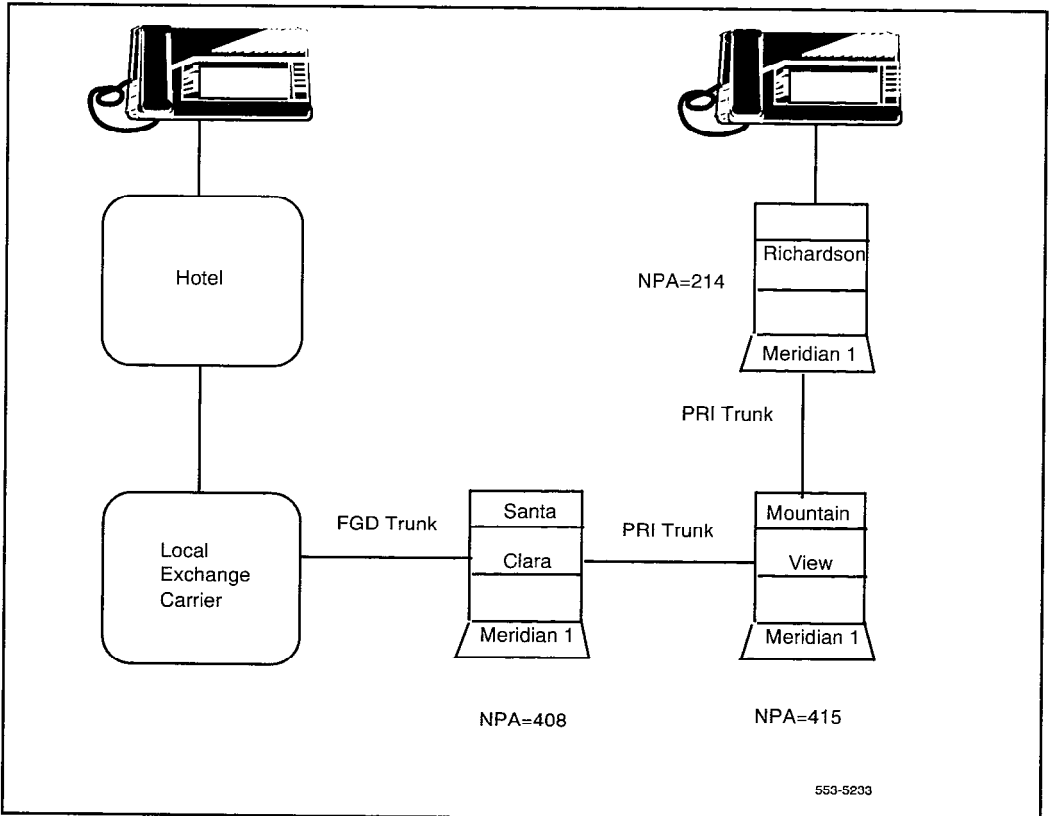 Hotel
Richardson
NPA=214
Meridian 1
PRI Trunk
Local
Exchange
Carrier
FGD Trunk
Santa
Clara
Meridian 1
NPA=408
PRI Trunk
Mountain
View
Meridian 1
NPA=415
553-5233